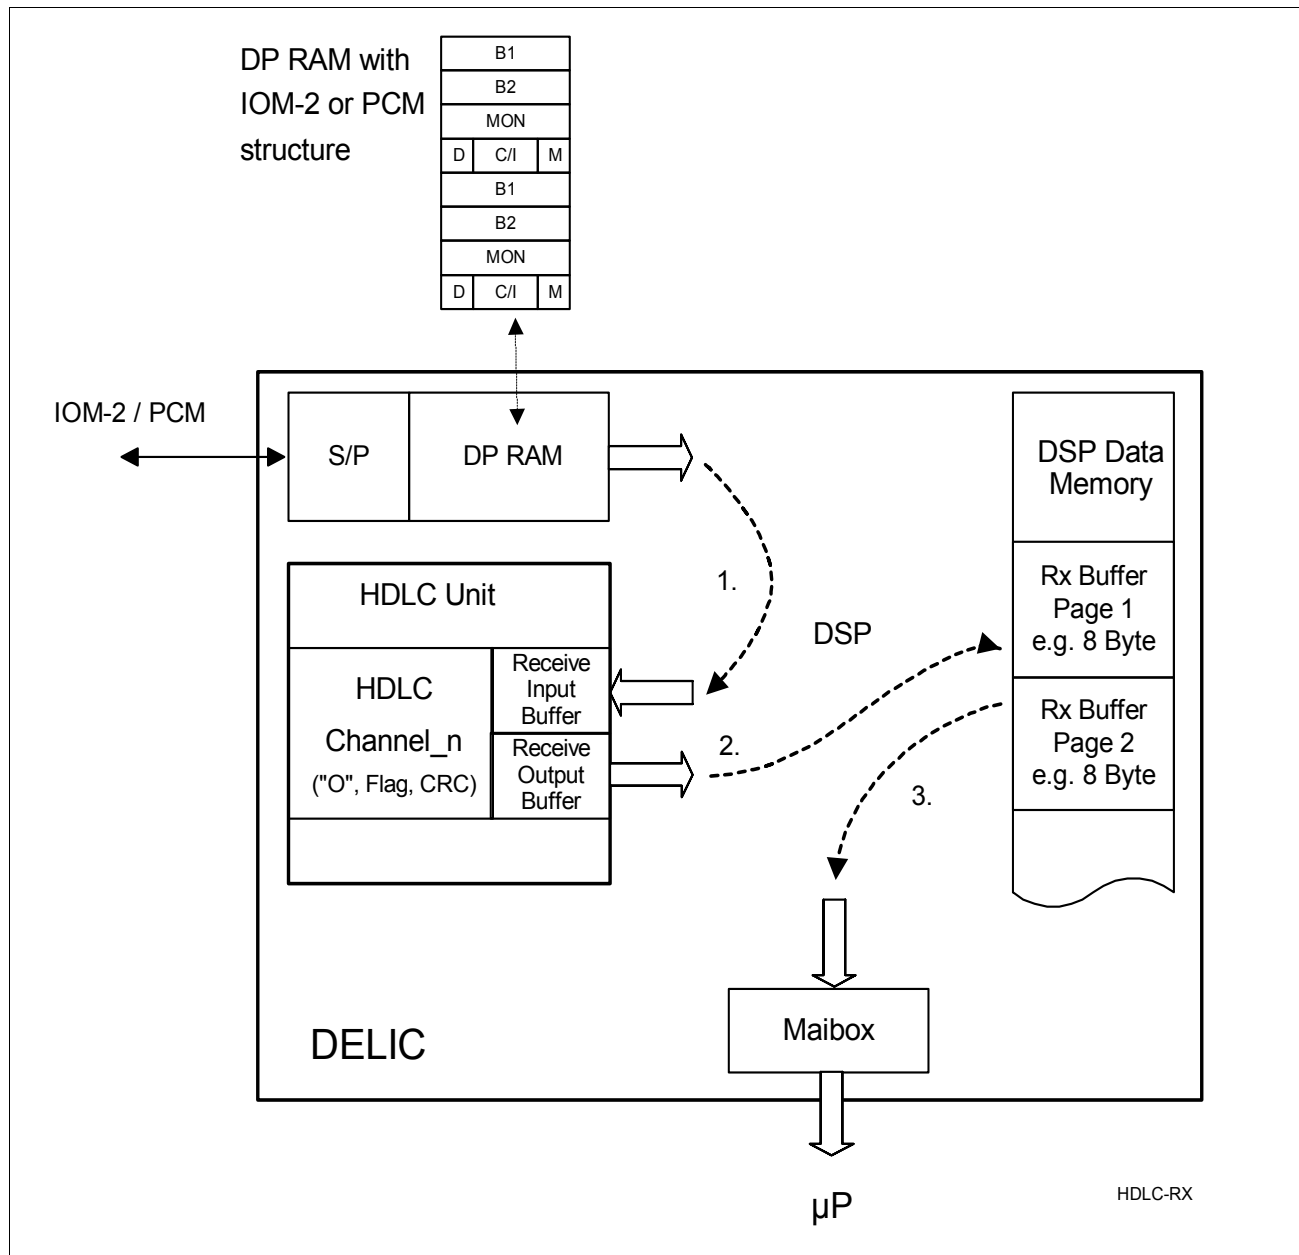 DP RAM with
IOM-2 or PCM
structure
B1
B2
MON
D C/I M
B1
B2
MON
D C/I M
IOM-2 / PCM
S/P DP RAM
DSP Data
Memory
1.
Rx Buffer
Page 1
e.g. 8 Byte
HDLC Unit
DSP
HDLC
Channel_n
("O", Flag, CRC)
Receive
Input
Buffer
Receive
Output
Buffer
2.
Rx Buffer
Page 2
e.g. 8 Byte
3.
Maibox
DELIC
µP
HDLC-RX